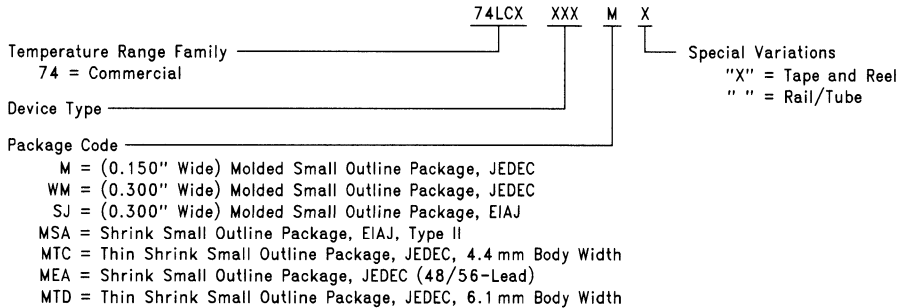 74LCX XXX M X
Temperature Range Family
74 = Commercial
Special Variations
"X" = Tape and Reel
" " = Rail/Tube
Device Type
Package Code
M = (0.150" Wide) Molded Small Outline Package, JEDEC
WM = (0.300" Wide) Molded Small Outline Package, JEDEC
SJ = (0.300" Wide) Molded Small Outline Package, EIAJ
MSA = Shrink Small Outline Package, EIAJ, Type II
MTC = Thin Shrink Small Outline Package, JEDEC, 4.4 mm Body Width
MEA = Shrink Small Outline Package, JEDEC (48/56-Lead)
MTD = Thin Shrink Small Outline Package, JEDEC, 6.1 mm Body Width